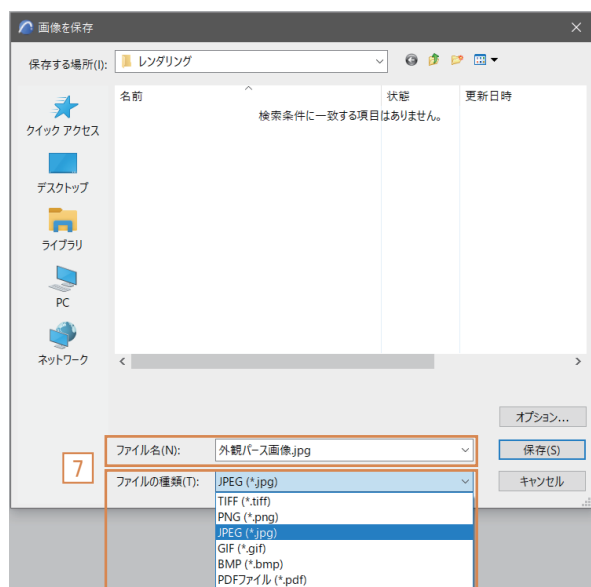 画像を保存
保存する場所(I): レンダリング
名前 状態 更新日時
検索条件に一致する項目はありません。
クイック アクセス
デスクトップ
ライブラリ
PC
ネットワーク
オプション...
7
ファイル名(N): 外観パース画像.jpg 保存(S)
ファイルの種類(T): JPEG (*.jpg) キャンセル
TIFF (*.tiff)
PNG (*.png)
JPEG (*.jpg)
GIF (*.gif)
BMP (*.bmp)
PDFファイル (*.pdf)